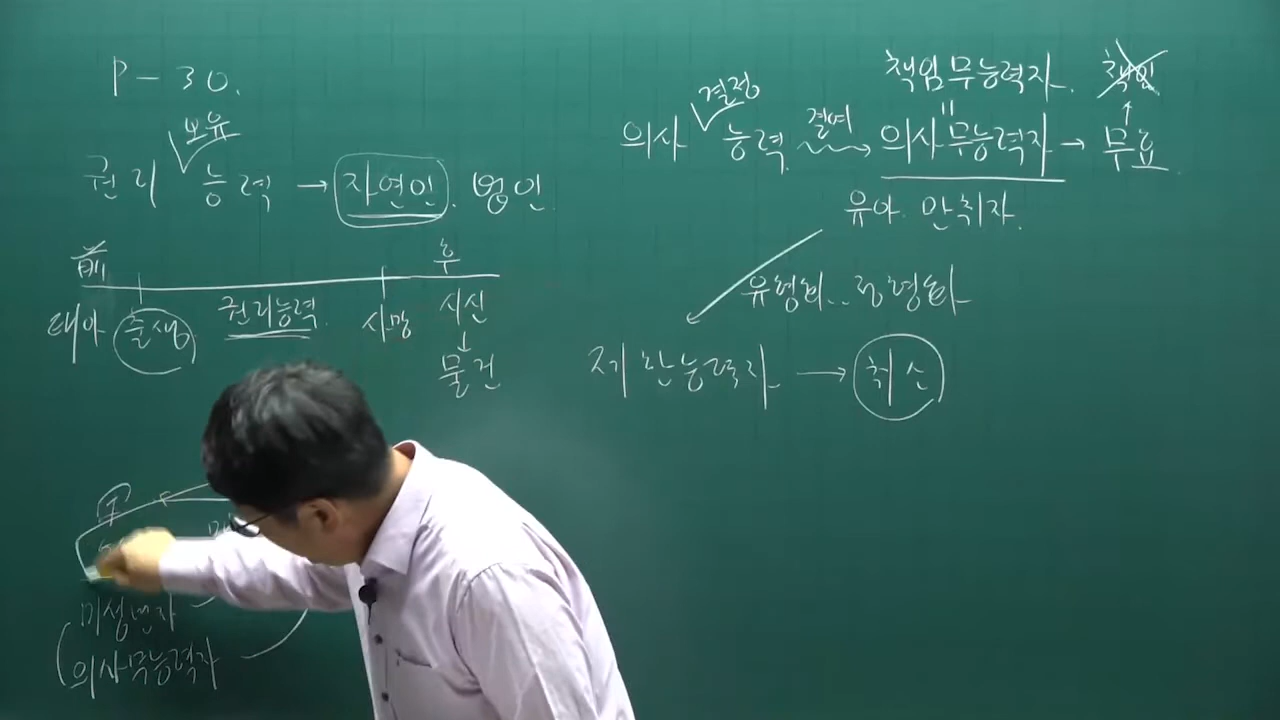 P-30.
보유
권리 능력 → 자연인. 법인
前 후
태아 출생 권리능력 사망 시신
↓
물건
미성년자
의사무능력자
책임무능력자. 책임
"
↑
결정
의사 능력 결여 의사무능력자 → 무효
유아. 만취자.
유형화.. 정형화
제한능력자 → 취소